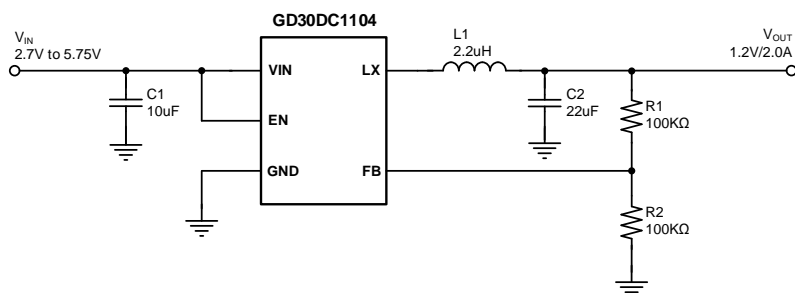 GD30DC1104
VIN
2.7V to 5.75V
C1
10uF
VIN
EN
GND
LX
FB
L1
2.2uH
C2
22uF
VOUT
1.2V/2.0A
R1
100KΩ
R2
100KΩ